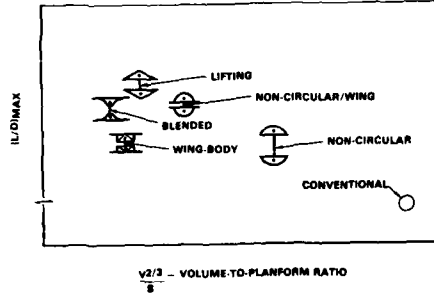 (L/D)MAX
LIFTING
NON-CIRCULAR/WING
BLENDED
WING-BODY
NON-CIRCULAR
CONVENTIONAL
V2/3
S
– VOLUME-TO-PLANFORM RATIO